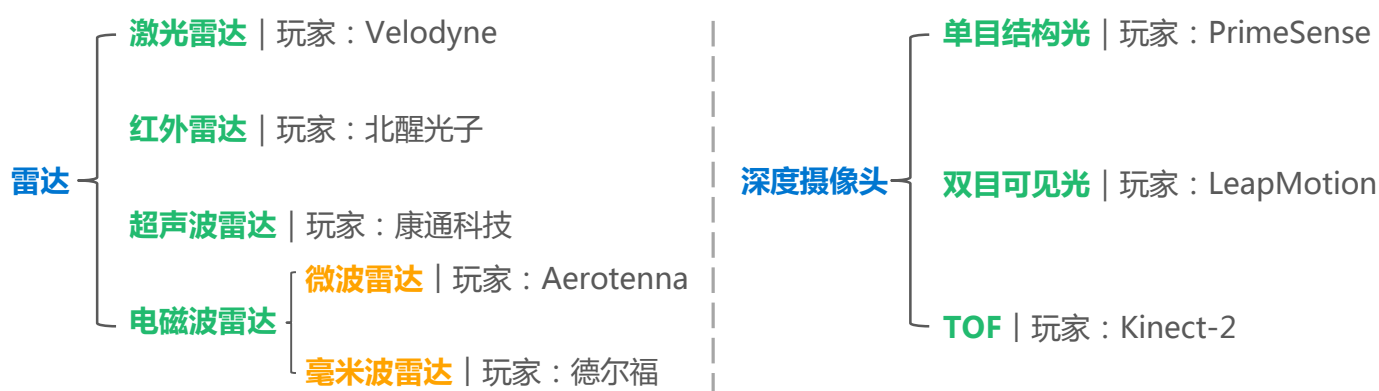 激光雷达｜玩家：Velodyne
红外雷达｜玩家：北醒光子
雷达
超声波雷达｜玩家：康通科技
微波雷达｜玩家：Aerotenna
电磁波雷达
毫米波雷达｜玩家：德尔福
单目结构光｜玩家：PrimeSense
深度摄像头
双目可见光｜玩家：LeapMotion
TOF｜玩家：Kinect-2